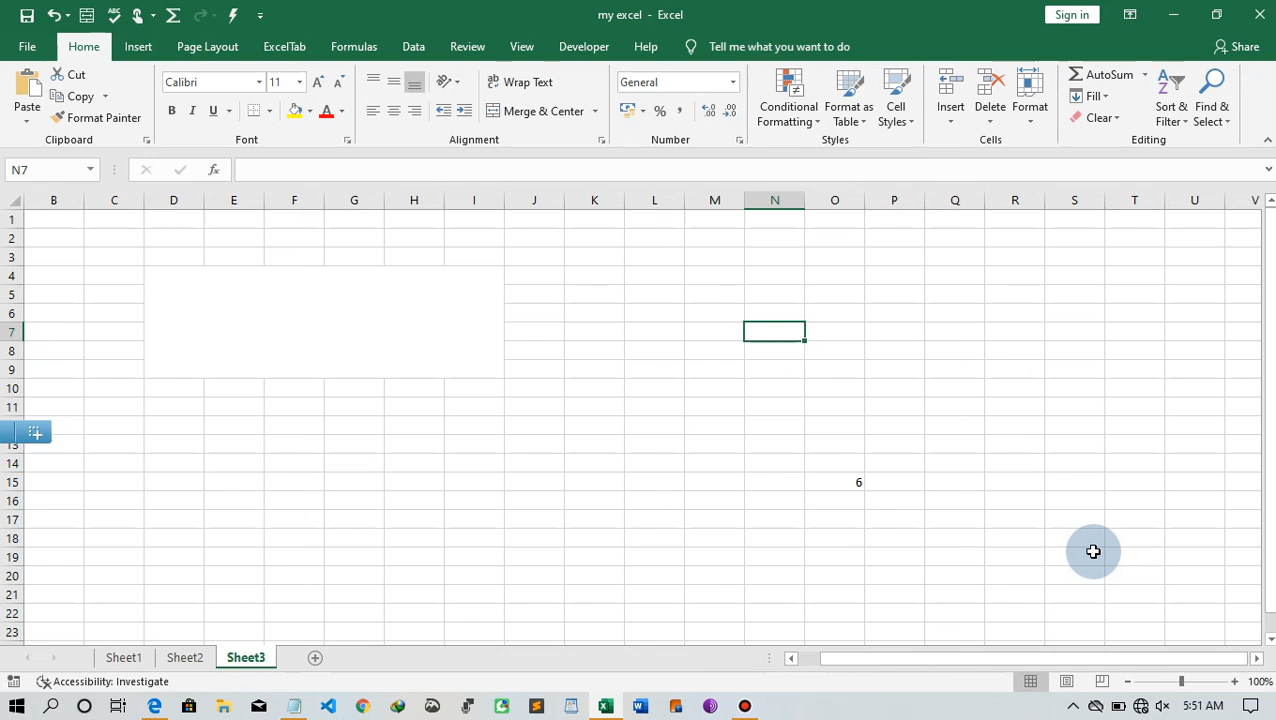 my excel - Excel
Sign in
File Home Insert Page Layout ExcelTab Formulas Data Review View Developer Help Tell me what you want to do Share
Paste
Cut
Copy
Format Painter
Clipboard
Calibri 11
B I U
Font
Wrap Text
Merge & Center
Alignment
General
Number
Conditional Formatting
Format as Table
Cell Styles
Styles
Insert Delete Format
Cells
AutoSum
Fill
Clear
Sort & Filter
Find & Select
Editing
N7
fx
B C D E F G H I J K L M N O P Q R S T U V
1
2
3
4
5
6
7
8
9
10
11
13
14
15 6
16
17
18
19
20
21
22
23
Sheet1 Sheet2 Sheet3
Accessibility: Investigate
100%
5:51 AM